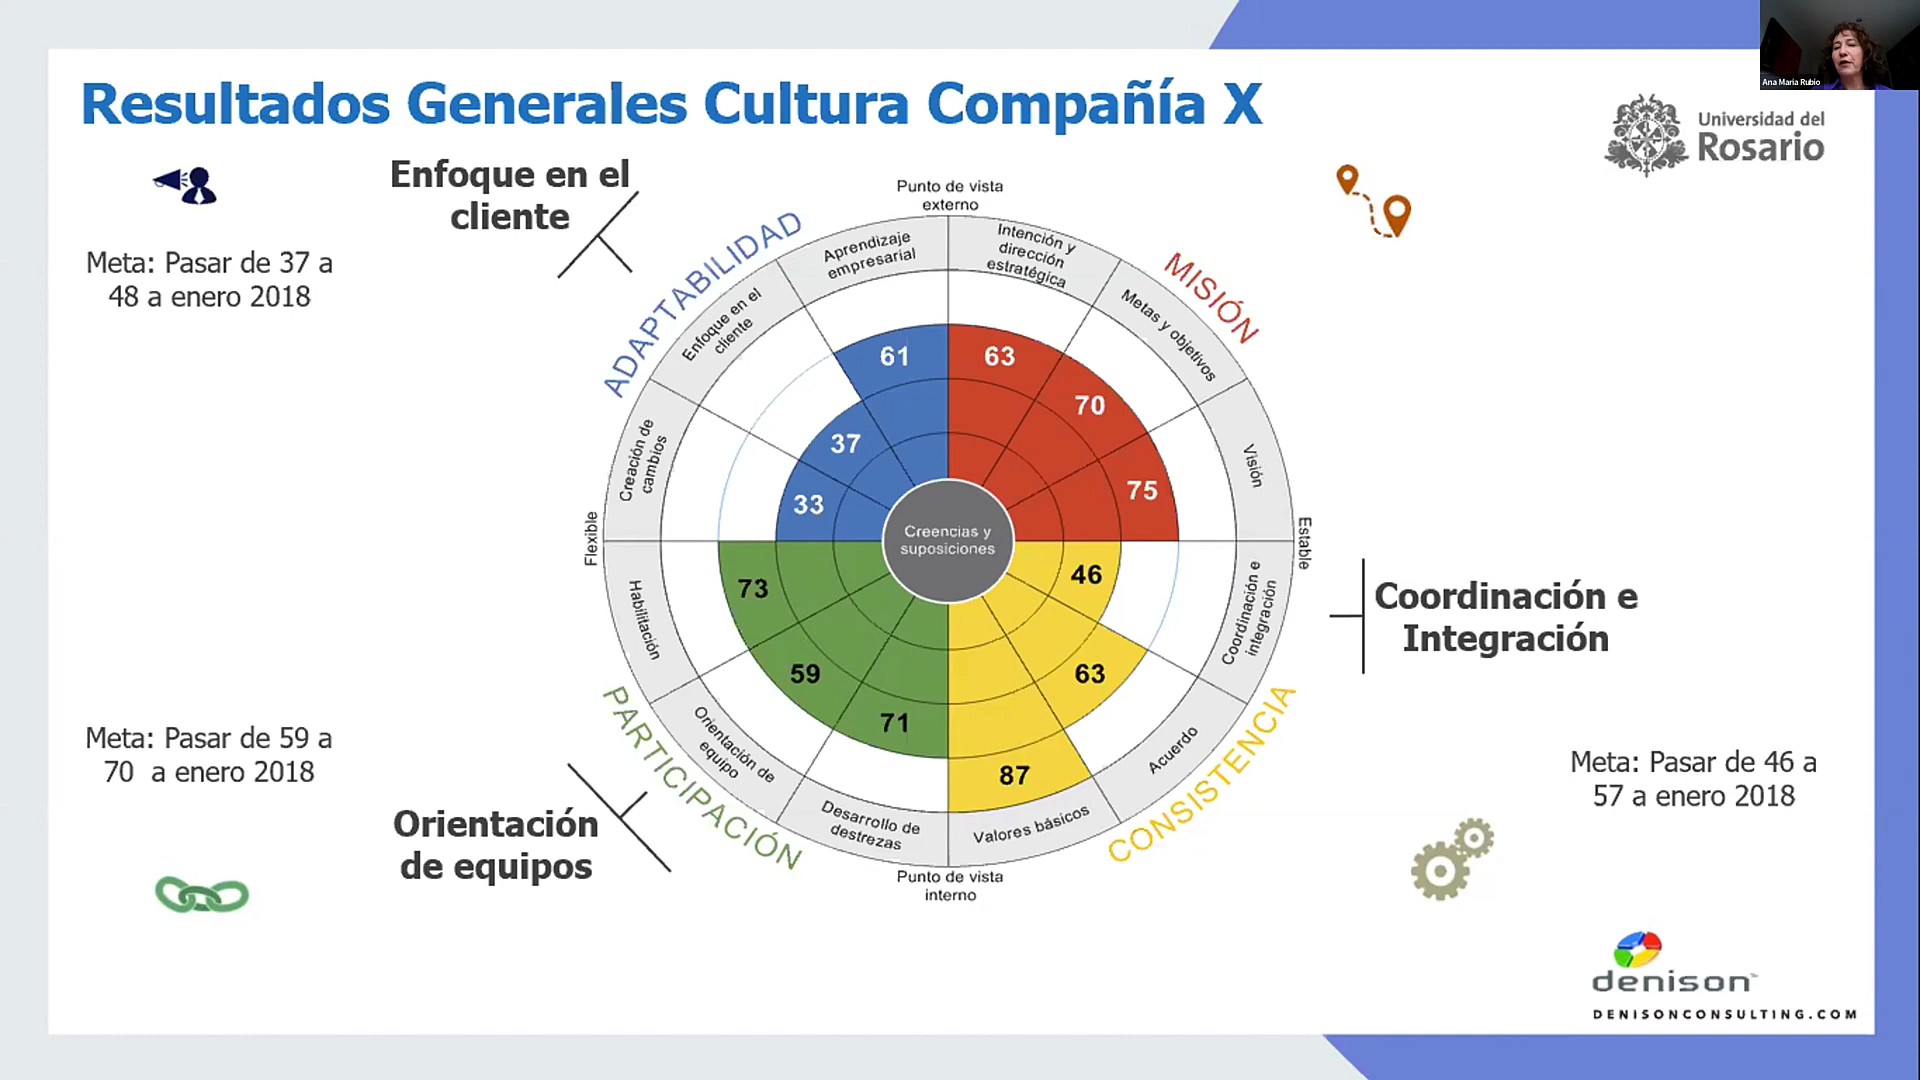 Resultados Generales Cultura Compañía X
Ana Maria Rubio
Universidad del
Rosario
Enfoque en el
cliente
Meta: Pasar de 37 a
48 a enero 2018
Punto de vista
externo
ADAPTABILIDAD
MISIÓN
Aprendizaje
empresarial
Intención y
dirección
estratégica
Enfoque en el
cliente
Metas y objetivos
Creación de
cambios
Visión
61
63
70
37
75
33
Creencias y
suposiciones
Flexible
Estable
46
73
63
59
71
87
Habilitación
Coordinación e
integración
Orientación de
equipo
Acuerdo
Desarrollo de
destrezas
Valores básicos
PARTICIPACIÓN
CONSISTENCIA
Punto de vista
interno
Coordinación e
Integración
Meta: Pasar de 59 a
70 a enero 2018
Meta: Pasar de 46 a
57 a enero 2018
Orientación
de equipos
denison™
DENISONCONSULTING.COM